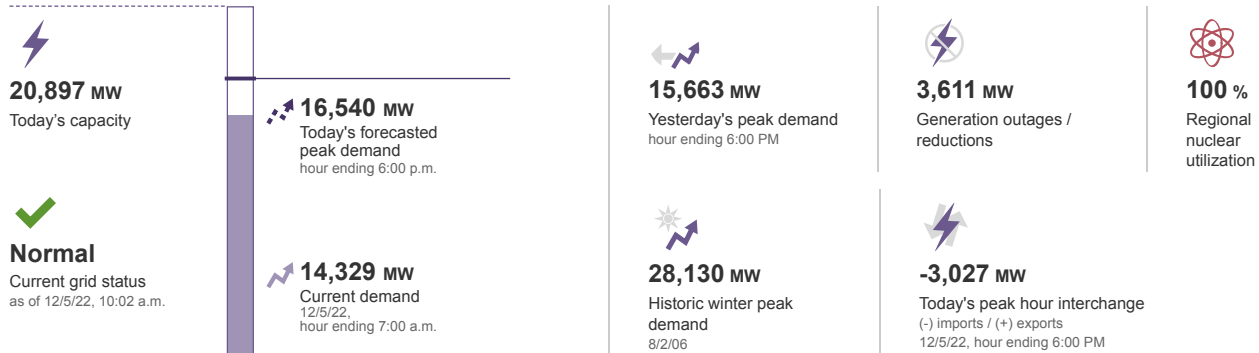 20,897 MW
Today's capacity
Normal
Current grid status
as of 12/5/22, 10:02 a.m.
16,540 MW
Today's forecasted
peak demand
hour ending 6:00 p.m.
14,329 MW
Current demand
12/5/22,
hour ending 7:00 a.m.
15,663 MW
Yesterday's peak demand
hour ending 6:00 PM
3,611 MW
Generation outages /
reductions
100 %
Regional
nuclear
utilization
28,130 MW
Historic winter peak
demand
8/2/06
-3,027 MW
Today's peak hour interchange
(-) imports / (+) exports
12/5/22, hour ending 6:00 PM